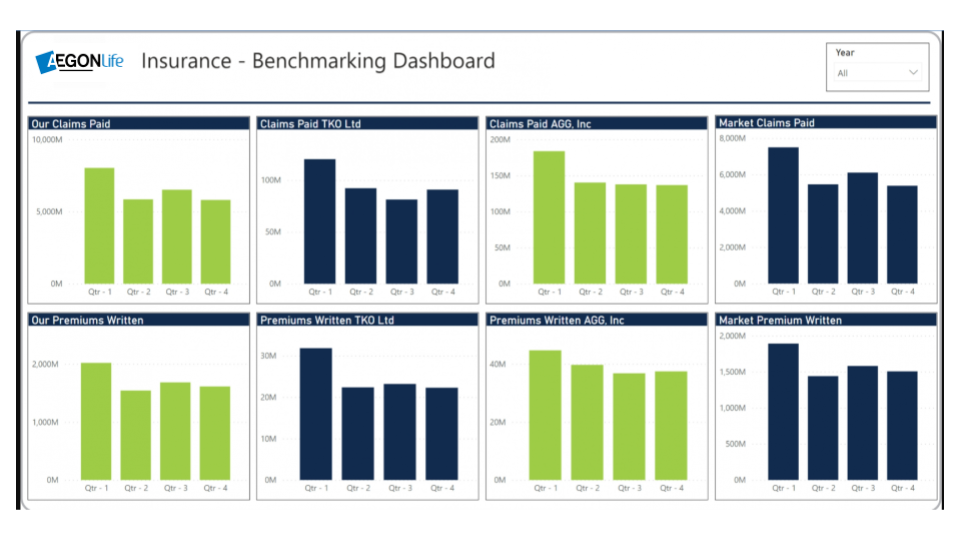 AEGONLife
Insurance - Benchmarking Dashboard
Year
All
Our Claims Paid
10,000M
5,000M
0M
Qtr - 1 Qtr - 2 Qtr - 3 Qtr - 4
Claims Paid TKO Ltd
100M
50M
0M
Qtr - 1 Qtr - 2 Qtr - 3 Qtr - 4
Claims Paid AGG, Inc
200M
150M
100M
50M
0M
Qtr - 1 Qtr - 2 Qtr - 3 Qtr - 4
Market Claims Paid
8,000M
6,000M
4,000M
2,000M
0M
Qtr - 1 Qtr - 2 Qtr - 3 Qtr - 4
Our Premiums Written
2,000M
1,000M
0M
Qtr - 1 Qtr - 2 Qtr - 3 Qtr - 4
Premiums Written TKO Ltd
30M
20M
10M
0M
Qtr - 1 Qtr - 2 Qtr - 3 Qtr - 4
Premiums Written AGG, Inc
40M
20M
0M
Qtr - 1 Qtr - 2 Qtr - 3 Qtr - 4
Market Premium Written
2,000M
1,500M
1,000M
500M
0M
Qtr - 1 Qtr - 2 Qtr - 3 Qtr - 4